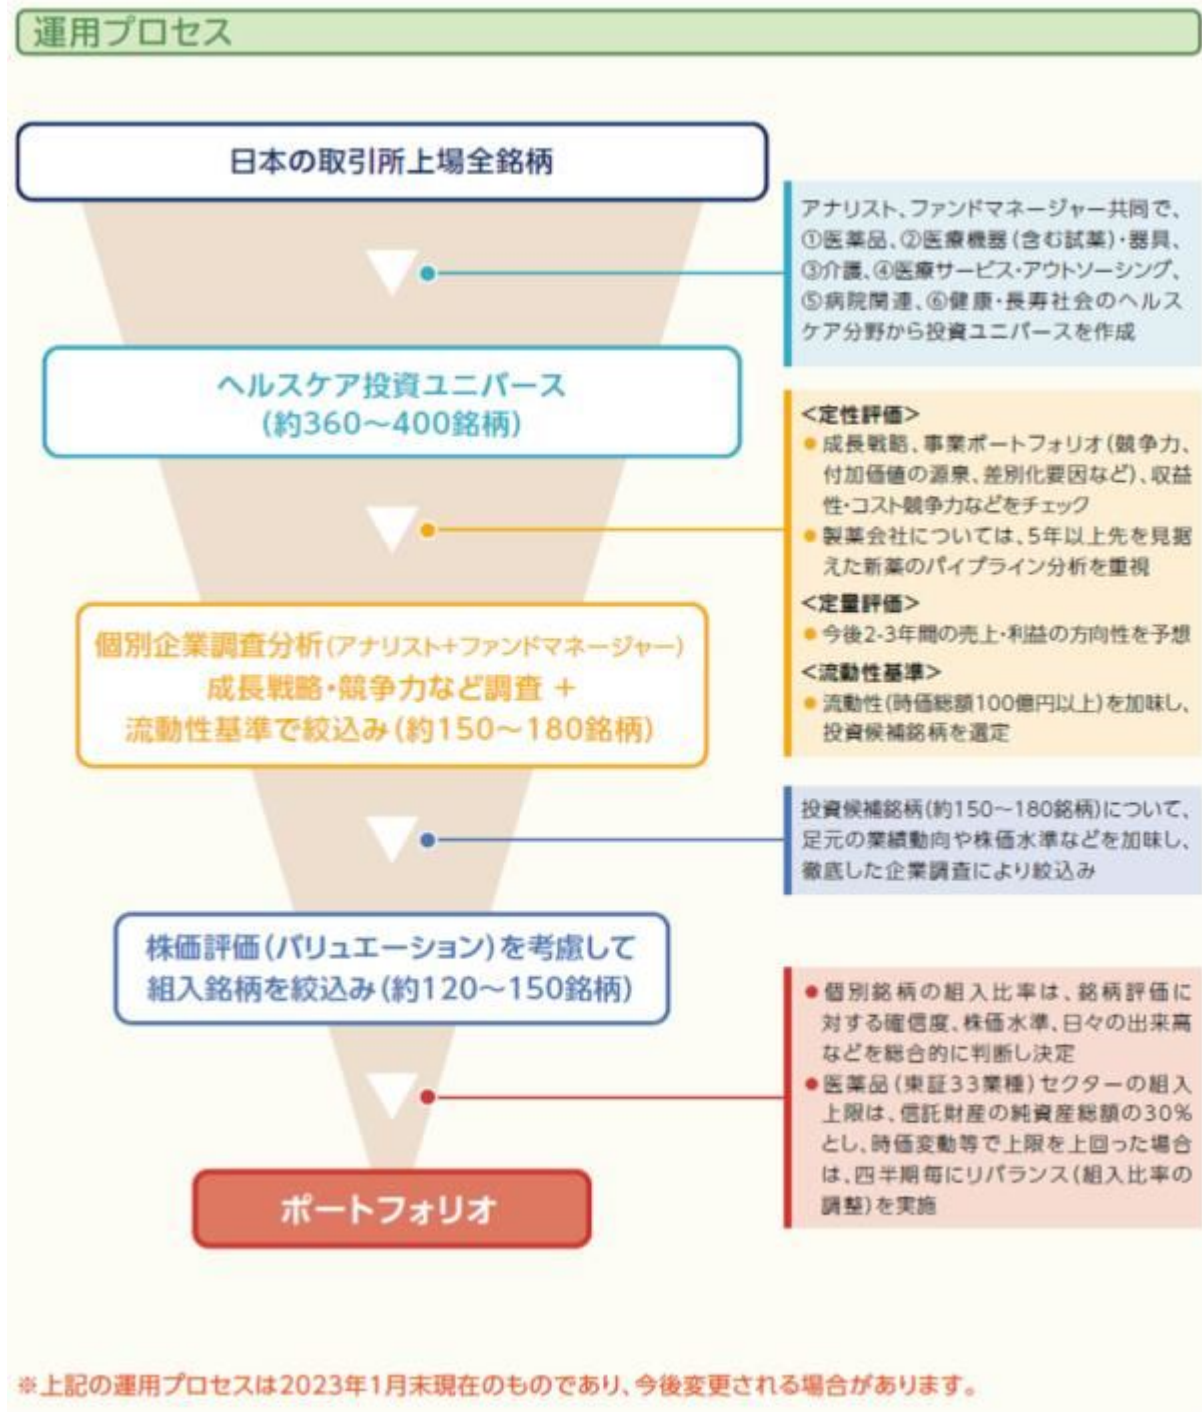 運用プロセス
日本の取引所上場全銘柄
アナリスト、ファンドマネージャー共同で、
①医薬品、②医療機器(含む試薬)・器具、
③介護、④医療サービス・アウトソーシング、
⑤病院関連、⑥健康・長寿社会のヘルス
ケア分野から投資ユニバースを作成
ヘルスケア投資ユニバース
(約360～400銘柄)
<定性評価>
●成長戦略、事業ポートフォリオ(競争力、
付加価値の源泉、差別化要因など)、収益
性・コスト競争力などをチェック
●製薬会社については、5年以上先を見据
えた新薬のパイプライン分析を重視
<定量評価>
●今後2-3年間の売上・利益の方向性を予想
<流動性基準>
●流動性(時価総額100億円以上)を加味し、
投資候補銘柄を選定
個別企業調査分析(アナリスト+ファンドマネージャー)
成長戦略・競争力など調査 +
流動性基準で絞込み(約150～180銘柄)
投資候補銘柄(約150～180銘柄)について、
足元の業績動向や株価水準などを加味し、
徹底した企業調査により絞込み
株価評価(バリュエーション)を考慮して
組入銘柄を絞込み(約120～150銘柄)
●個別銘柄の組入比率は、銘柄評価に
対する確信度、株価水準、日々の出来高
などを総合的に判断し決定
●医薬品(東証33業種)セクターの組入
上限は、信託財産の純資産総額の30%
とし、時価変動等で上限を上回った場合
は、四半期毎にリバランス(組入比率の
調整)を実施
ポートフォリオ
※上記の運用プロセスは2023年1月末現在のものであり、今後変更される場合があります。